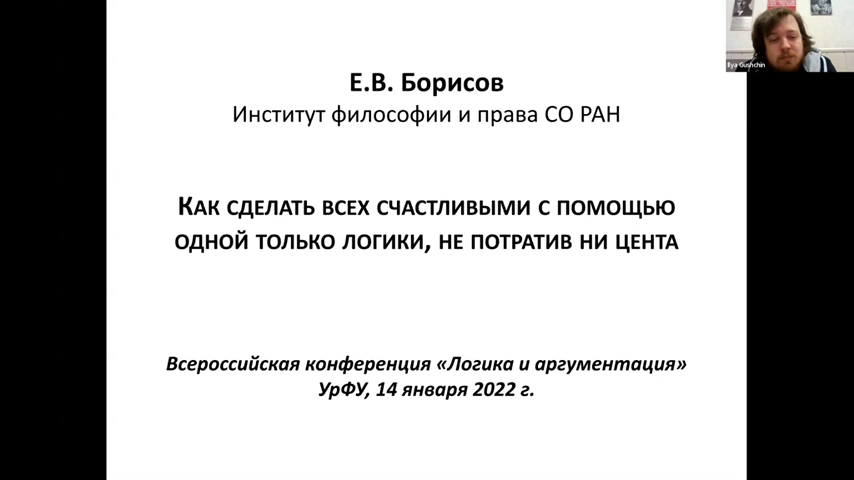 Е.В. Борисов
Институт философии и права СО РАН
Как сделать всех счастливыми с помощью
одной только логики, не потратив ни цента
Всероссийская конференция «Логика и аргументация»
УрФУ, 14 января 2022 г.
Ilya Gushchin